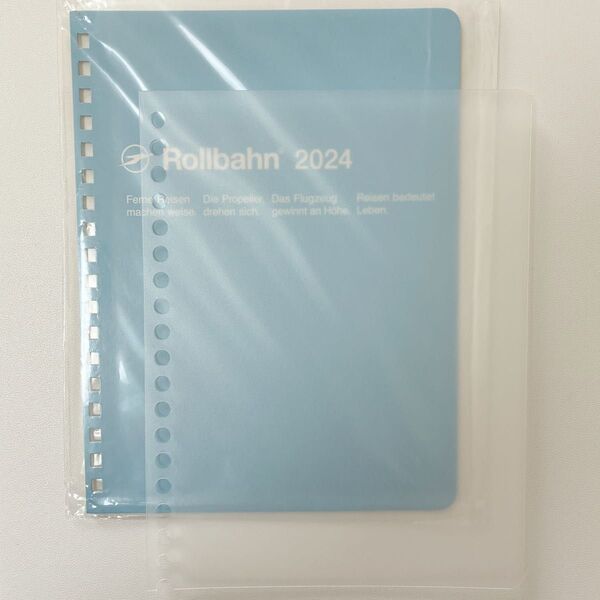 Rollbahn 2024
Ferne Reisen Die Propeller Das Flugzeug Reisen bedeutet
machen weise. drehen sich. gewinnt an Höhe. Leben.